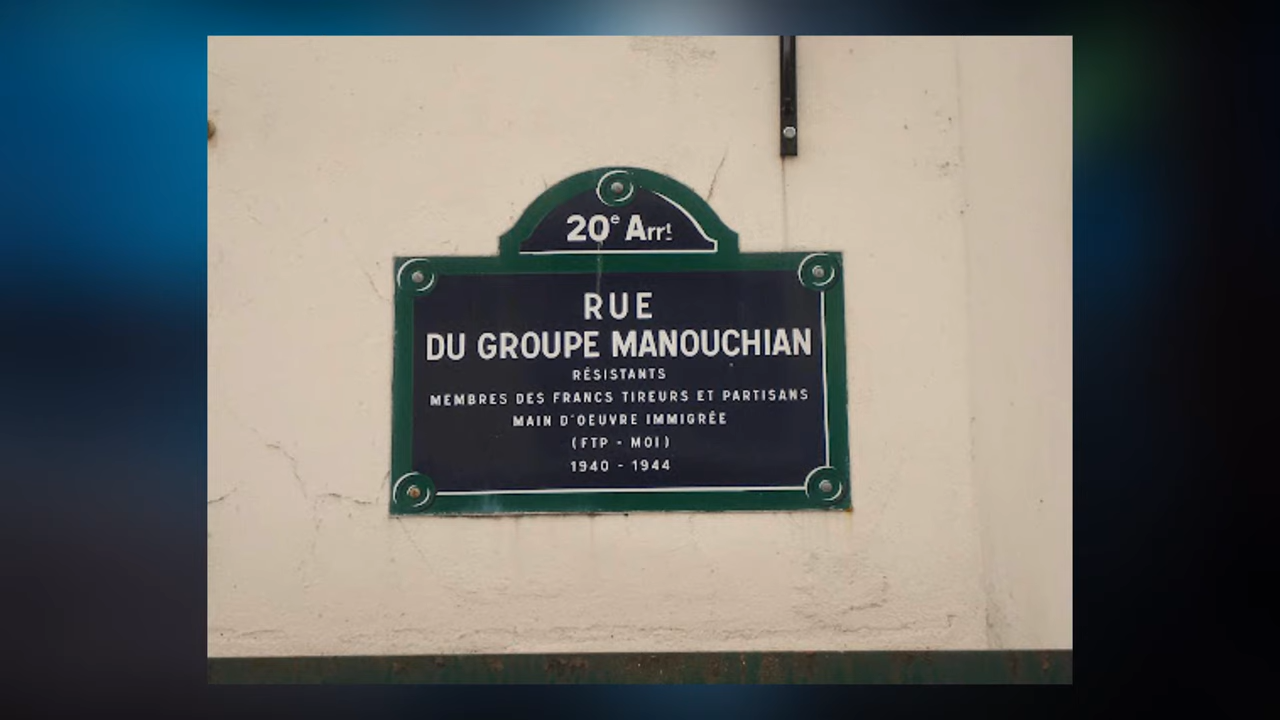 20e Arrt
RUE
DU GROUPE MANOUCHIAN
RÉSISTANTS
MEMBRES DES FRANCS TIREURS ET PARTISANS
MAIN D'OEUVRE IMMIGRÉE
(FTP - MOI)
1940 - 1944